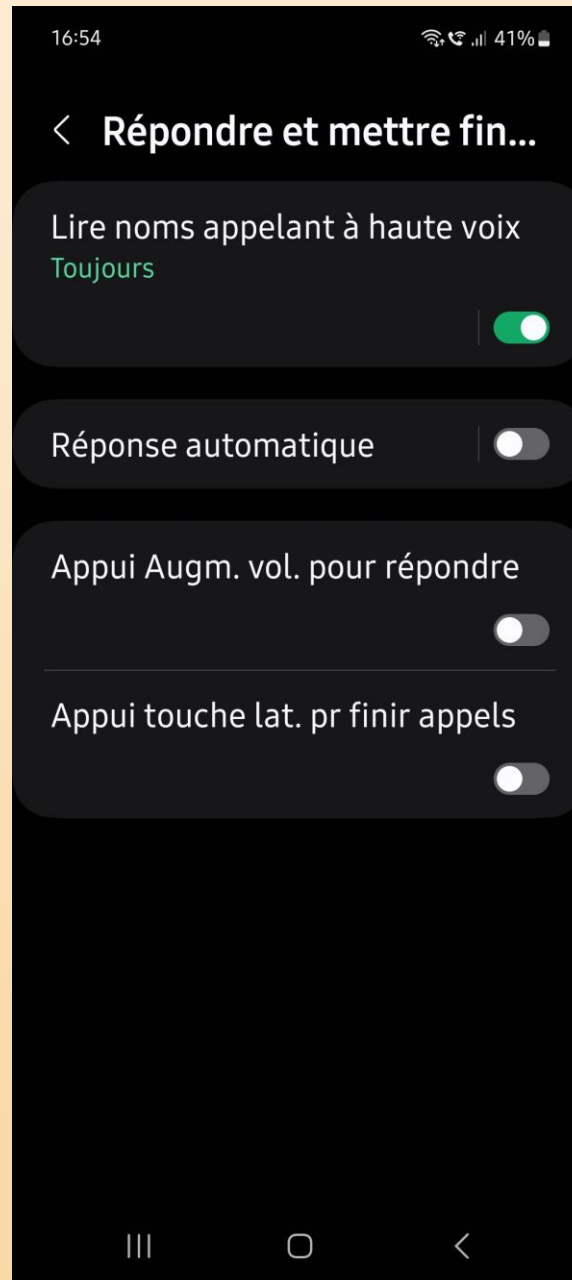 16:54
41%
Répondre et mettre fin...
Lire noms appelant à haute voix
Toujours
Réponse automatique
Appui Augm. vol. pour répondre
Appui touche lat. pr finir appels